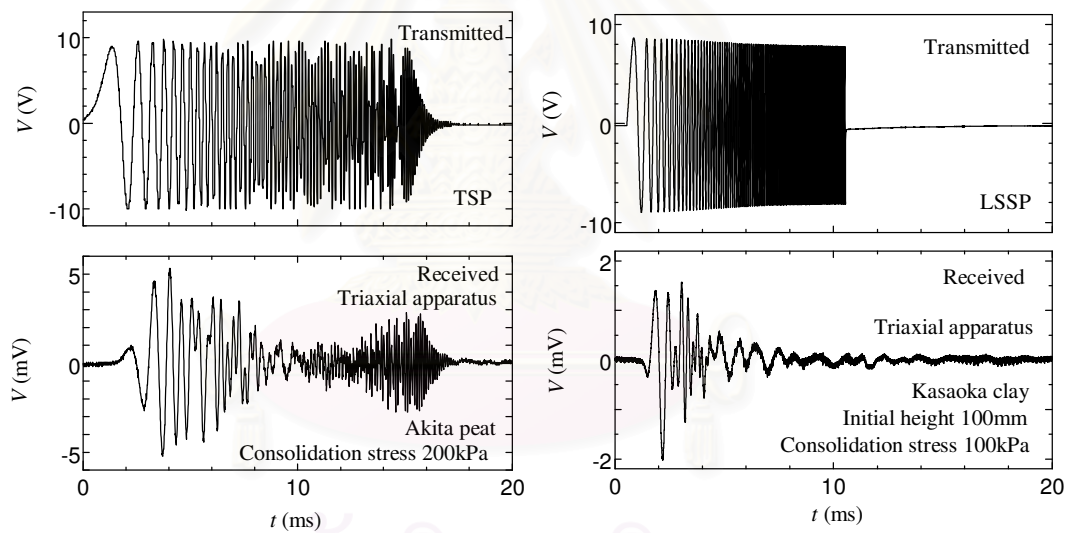 10
0
-10
V (V)
Transmitted
TSP
10
0
-10
V (V)
Transmitted
LSSP
5
0
-5
V (mV)
Received
Triaxial apparatus
Akita peat
Consolidation stress 200kPa
0
10
20
t (ms)
2
0
-2
V (mV)
Received
Triaxial apparatus
Kasaoka clay
Initial height 100mm
Consolidation stress 100kPa
0
10
20
t (ms)